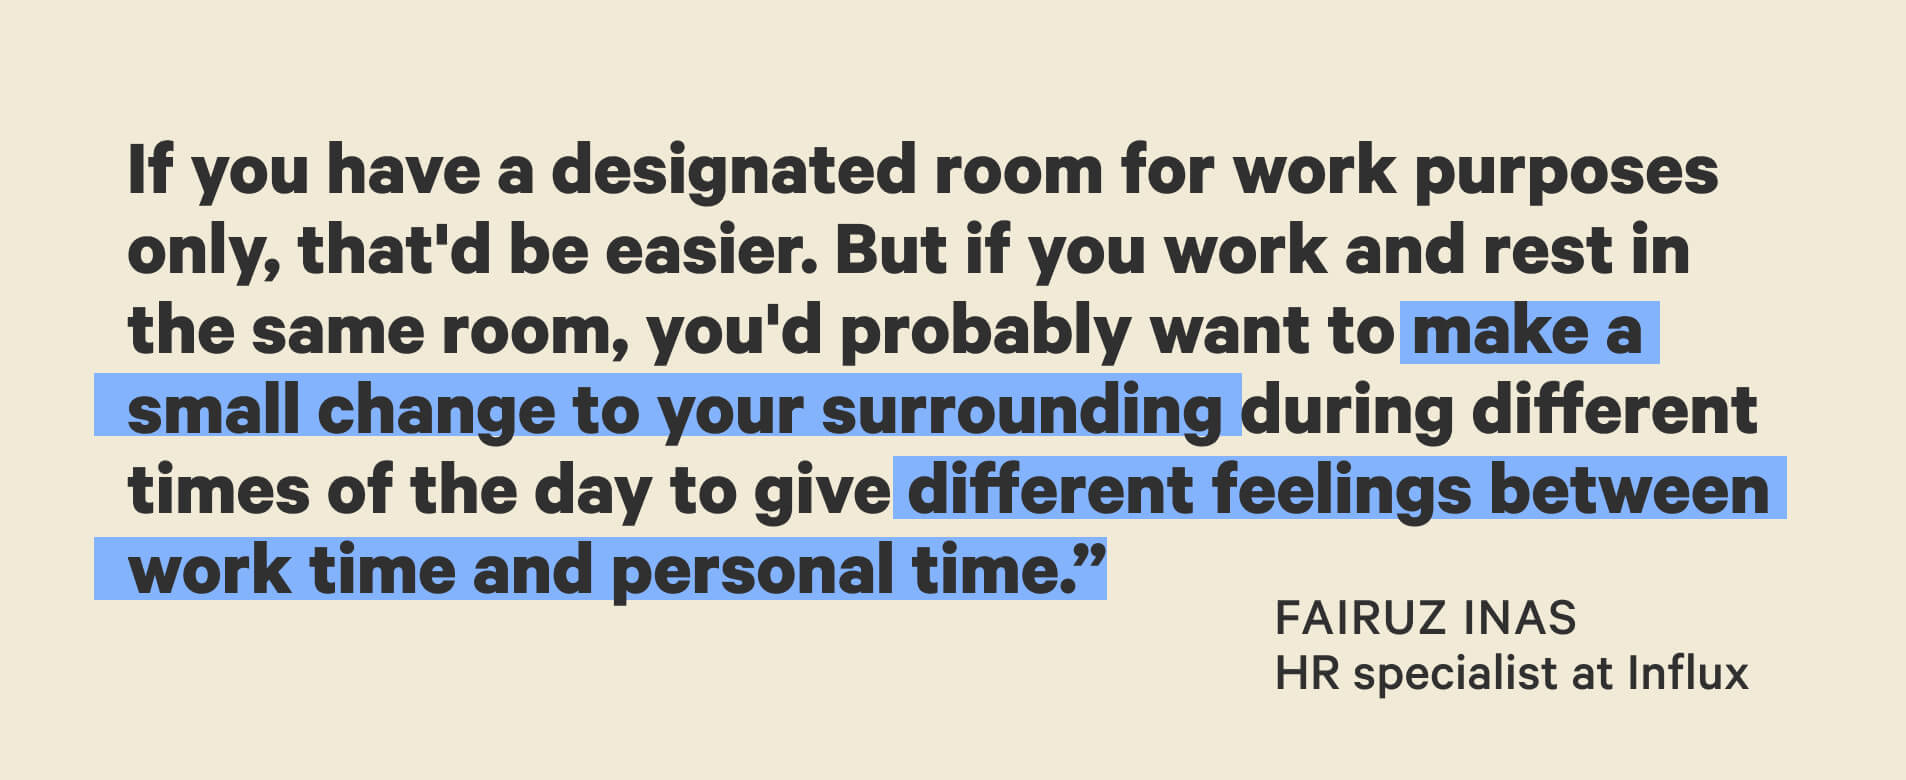 If you have a designated room for work purposes
only, that'd be easier. But if you work and rest in
the same room, you'd probably want to make a
small change to your surrounding during different
times of the day to give different feelings between
work time and personal time.”
FAIRUZ INAS
HR specialist at Influx